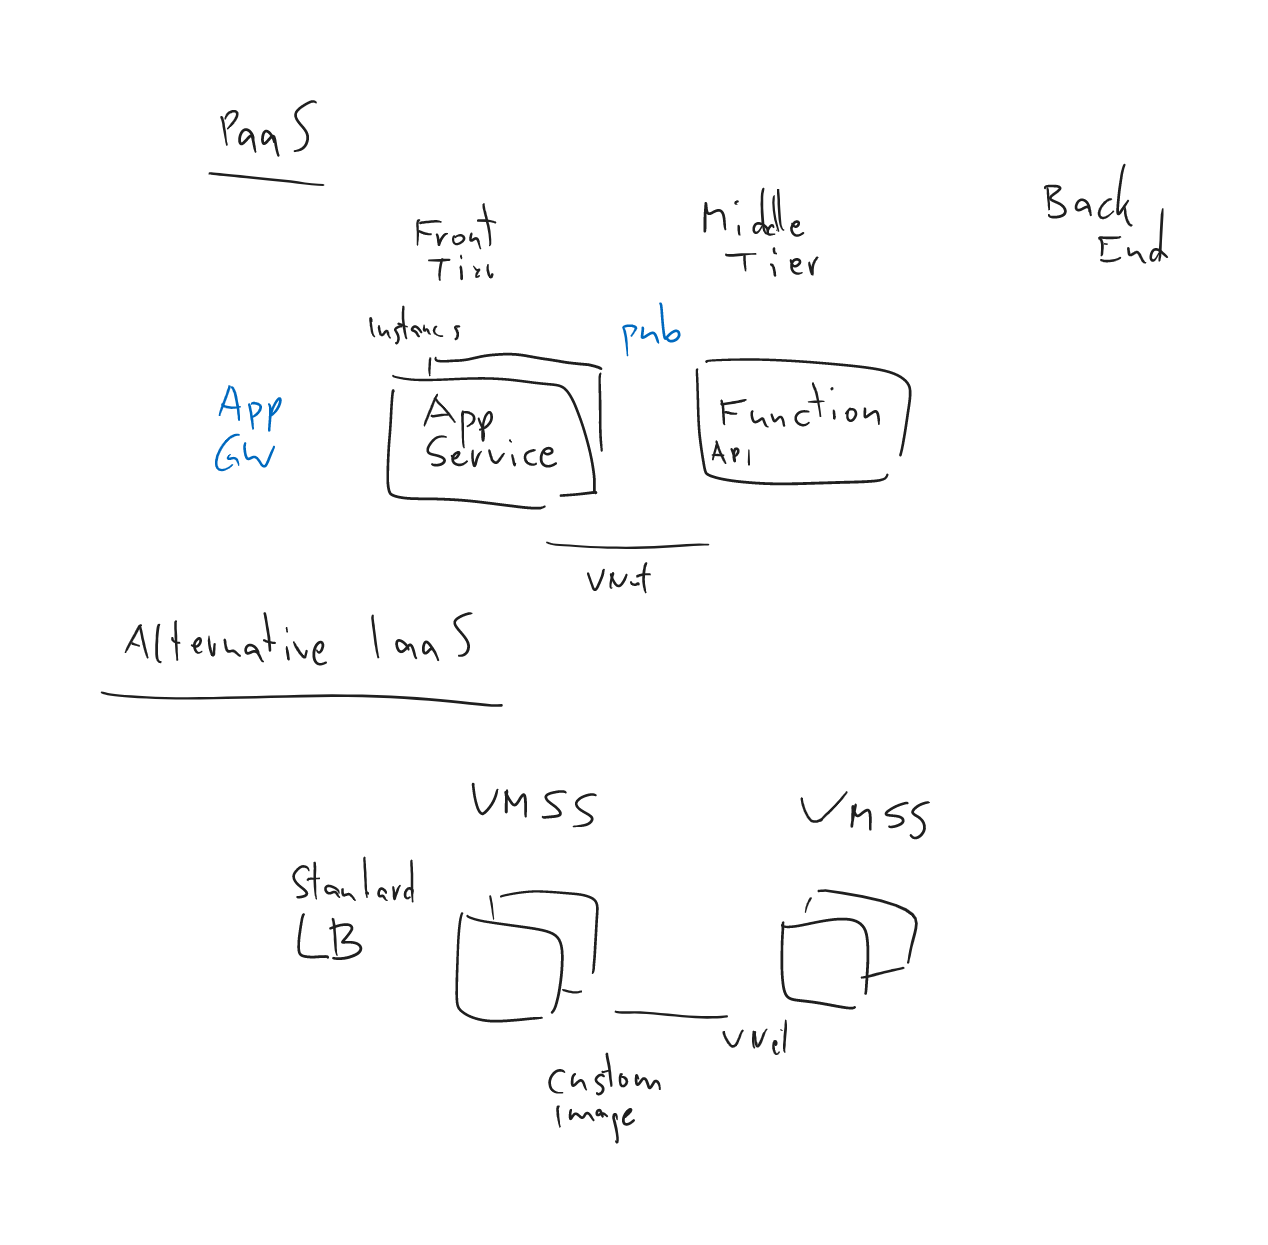 PaaS
Front
Tier
Middle
Tier
Back
End
Instances
pub
App
GW
App
Service
Function
API
VNet
Alternative IaaS
VMSS
VMSS
Standard
LB
VNet
Custom
Image